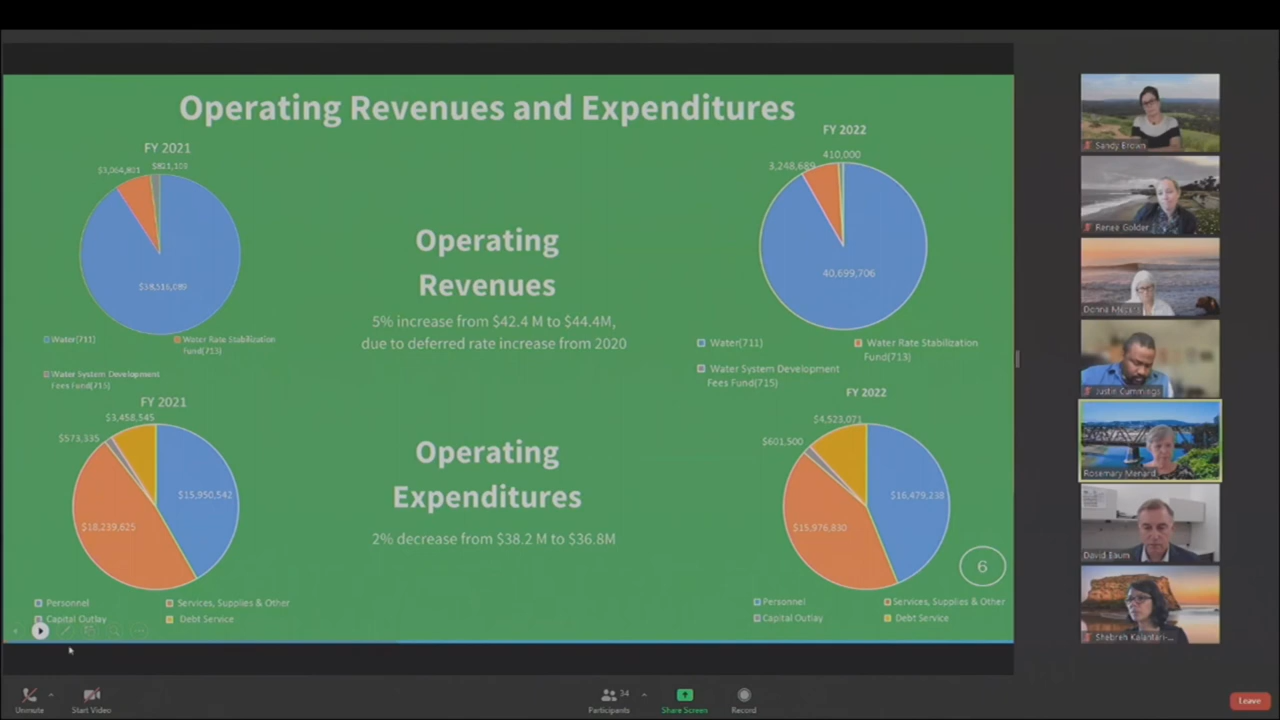 Operating Revenues and Expenditures
FY 2021
$3,064,801
$821,103
$38,516,089
Water(711)
Water Rate Stabilization
Fund(713)
Water System Development
Fees Fund(715)
Operating
Revenues
5% increase from $42.4 M to $44.4M,
due to deferred rate increase from 2020
FY 2022
410,000
3,248,689
40,699,706
Water(711)
Water Rate Stabilization
Fund(713)
Water System Development
Fees Fund(715)
FY 2021
$3,458,545
$573,335
$15,950,542
$18,239,625
Personnel
Services, Supplies & Other
Capital Outlay
Debt Service
Operating
Expenditures
2% decrease from $38.2 M to $36.8M
FY 2022
$4,523,071
$601,500
$16,479,238
$15,976,830
Personnel
Services, Supplies & Other
Capital Outlay
Debt Service
6
Sandy Brown
Renee Golder
Donna Meyers
Justin Cummings
Rosemary Menard
David Baum
Shebreh Kalantari-...
Unmute
Start Video
34
Participants
Share Screen
Record
Leave